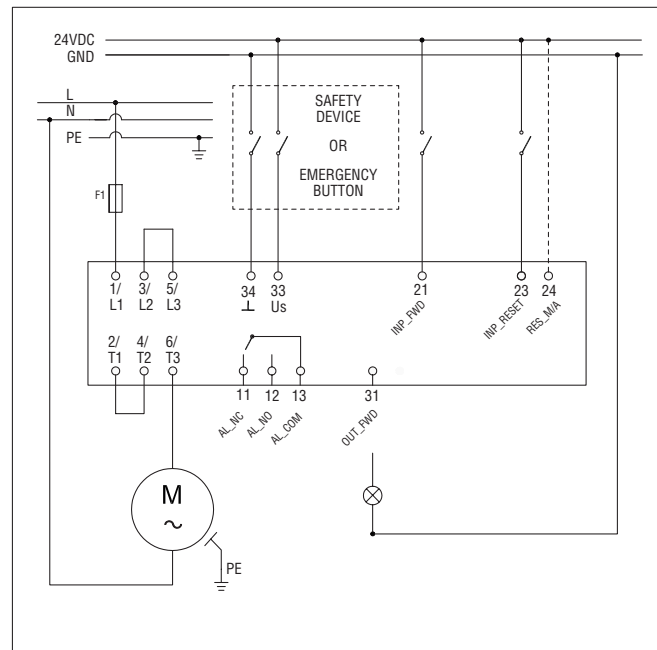 24VDC
GND
L
N
PE
SAFETY
DEVICE
OR
EMERGENCY
BUTTON
F1
1/
L1
3/
L2
5/
L3
34
⊥
33
Us
21
INP_FWD
23
INP_RESET
24
RES_M/A
2/
T1
4/
T2
6/
T3
11
AL_NC
12
AL_NO
13
AL_COM
31
OUT_FWD
M
~
PE